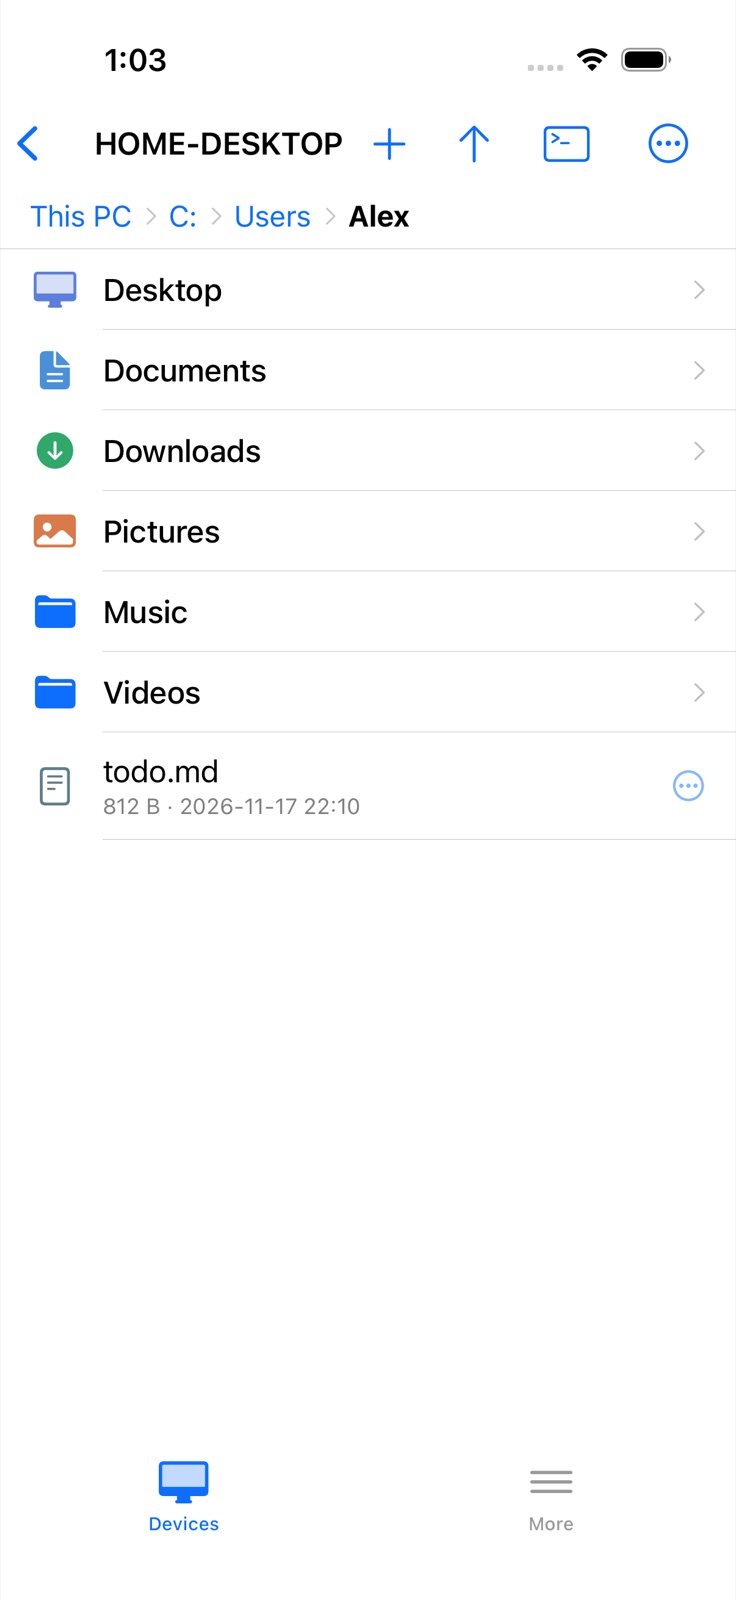 1:03
HOME-DESKTOP
This PC > C: > Users > Alex
Desktop
Documents
Downloads
Pictures
Music
Videos
todo.md
812 B · 2026-11-17 22:10
Devices
More